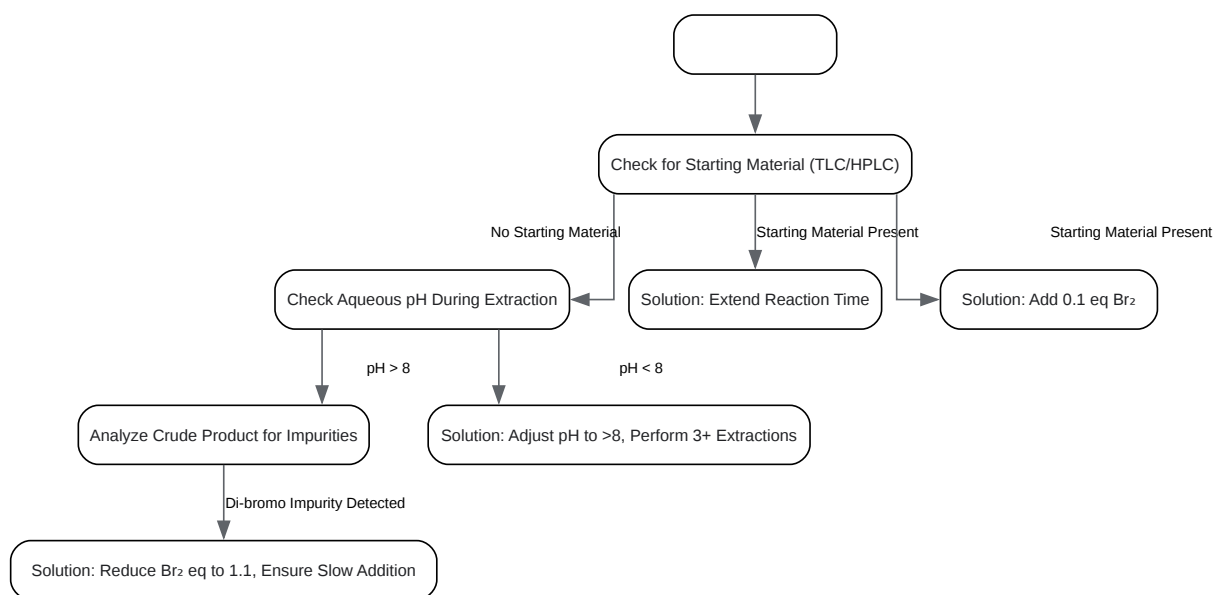 Check for Starting Material (TLC/HPLC)
No Starting Material
Starting Material Present
Starting Material Present
Check Aqueous pH During Extraction
Solution: Extend Reaction Time
Solution: Add 0.1 eq Br₂
pH > 8
pH < 8
Analyze Crude Product for Impurities
Solution: Adjust pH to >8, Perform 3+ Extractions
Di-bromo Impurity Detected
Solution: Reduce Br₂ eq to 1.1, Ensure Slow Addition